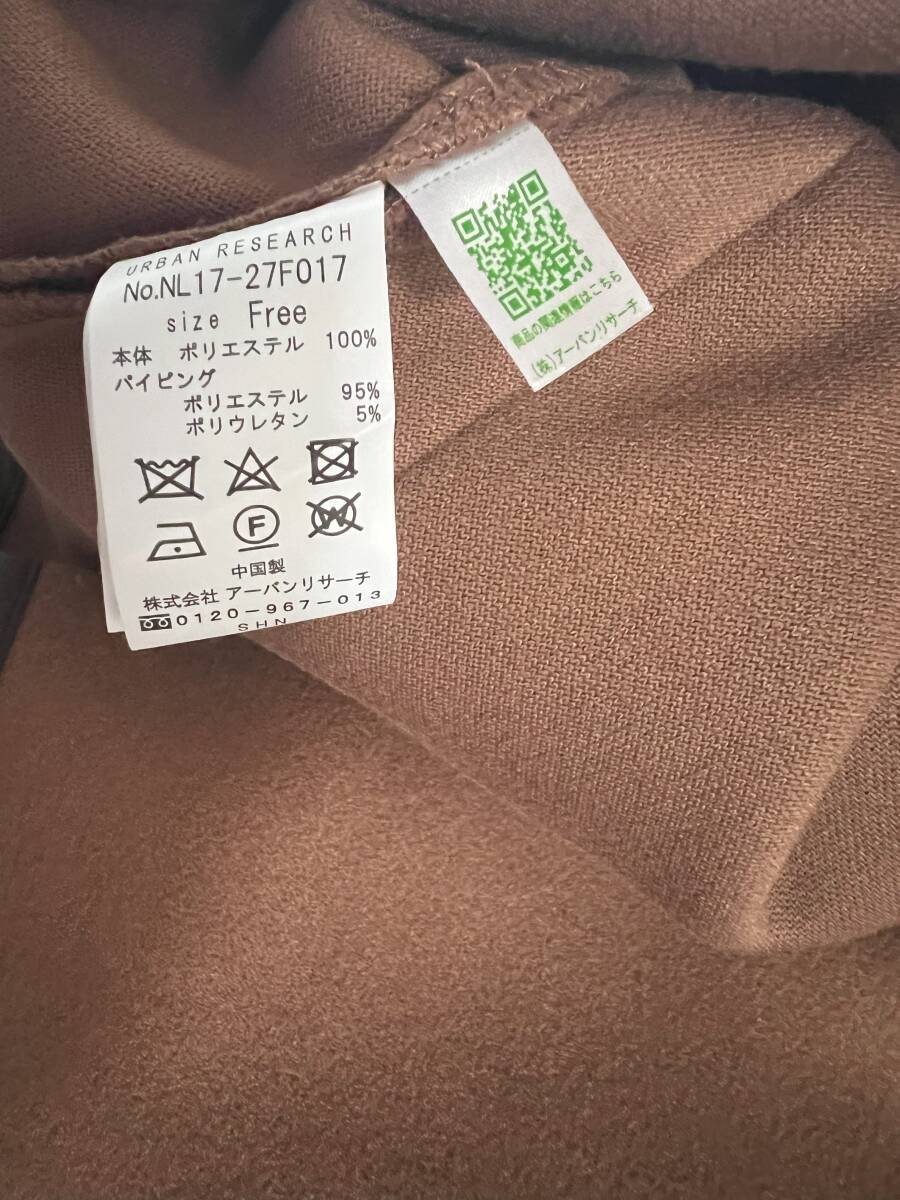 URBAN RESEARCH
No.NL17-27F017
size Free
本体 ポリエステル 100%
パイピング
ポリエステル 95%
ポリウレタン 5%
F
W
中国製
株式会社 アーバンリサーチ
0120-967-013
SHN
商品の関連情報はこちら
(株)アーバンリサーチ